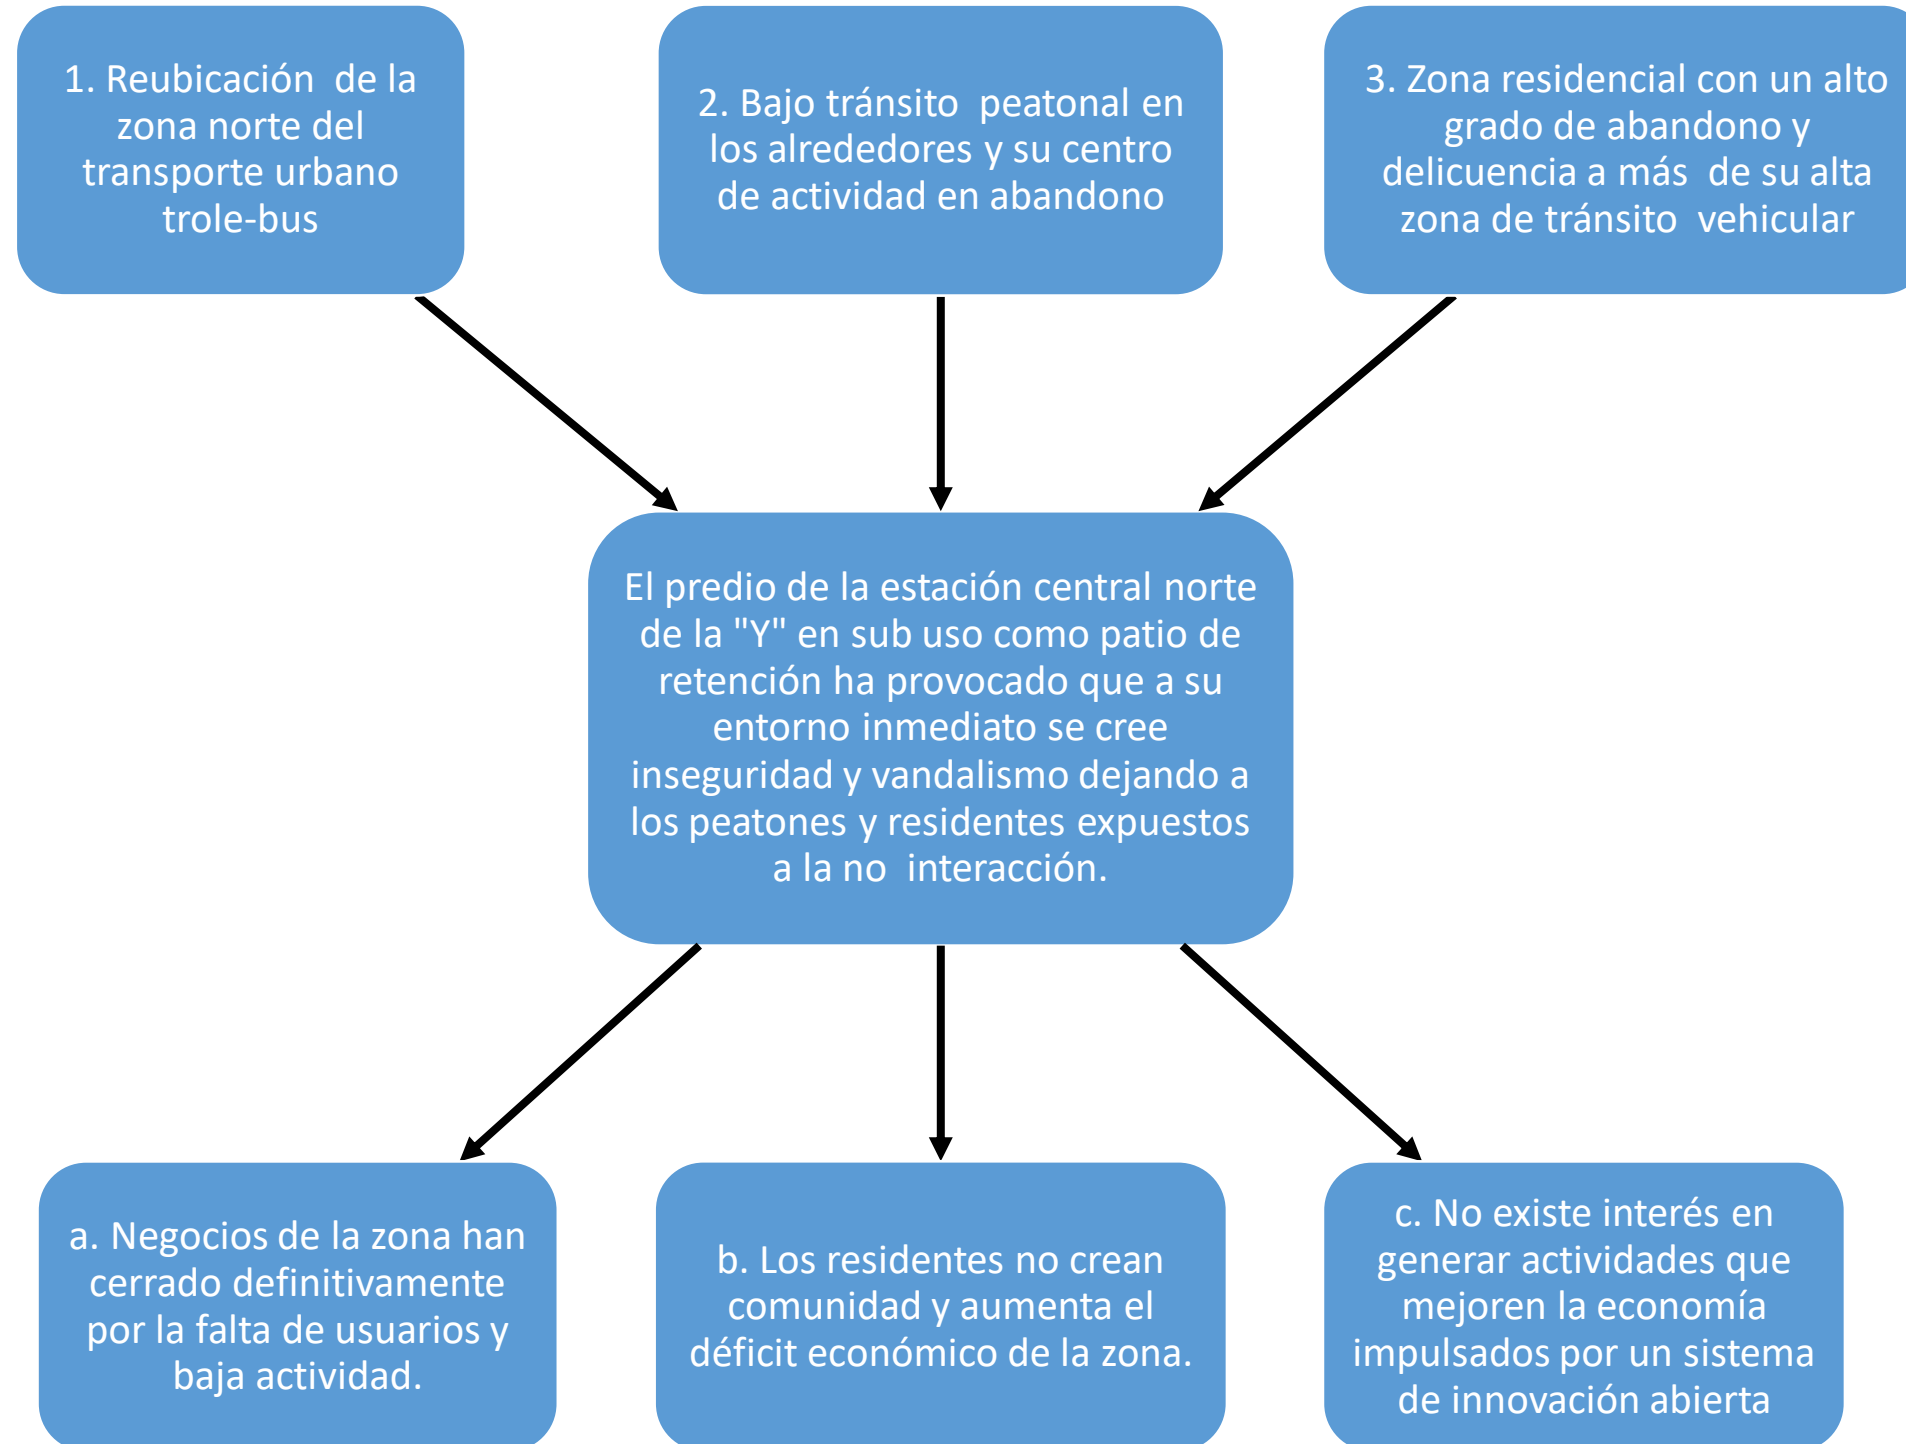 1. Reubicación  de la
zona norte del
transporte urbano
trole-bus
2. Bajo tránsito  peatonal en
los alrededores y su centro
de actividad en abandono
3. Zona residencial con un alto
grado de abandono y
delicuencia a más  de su alta
zona de tránsito  vehicular
El predio de la estación central norte
de la "Y" en sub uso como patio de
retención ha provocado que a su
entorno inmediato se cree
inseguridad y vandalismo dejando a
los peatones y residentes expuestos
a la no  interacción.
a. Negocios de la zona han
cerrado definitivamente
por la falta de usuarios y
baja actividad.
b. Los residentes no crean
comunidad y aumenta el
déficit económico de la zona.
c. No existe interés en
generar actividades que
mejoren la economía
impulsados por un sistema
de innovación abierta